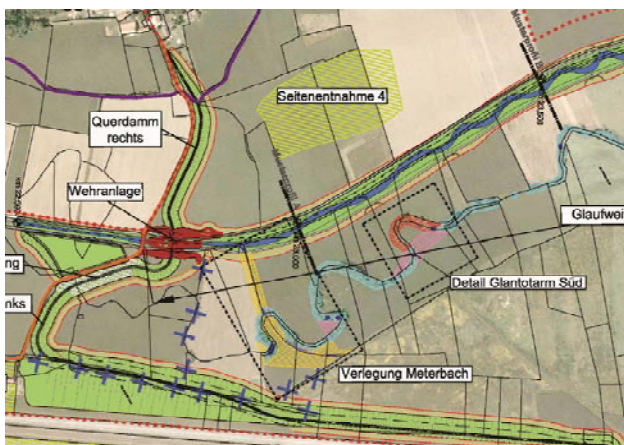 Seitenentnahme 4
Querdamm
rechts
Wehranlage
Glaufwei
ng
Detail Glantotarm Süd
nks
Verlegung Meterbach